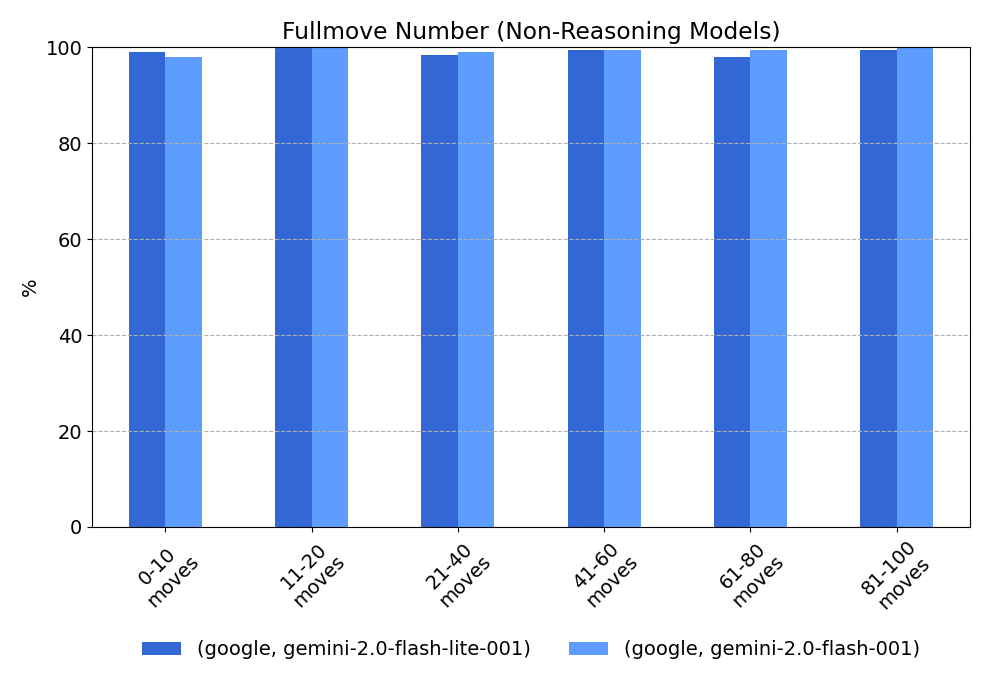 Fullmove Number (Non-Reasoning Models)
100
80
60
40
20
0
%
0-10
moves
11-20
moves
21-40
moves
41-60
moves
61-80
moves
81-100
moves
(google, gemini-2.0-flash-lite-001)
(google, gemini-2.0-flash-001)